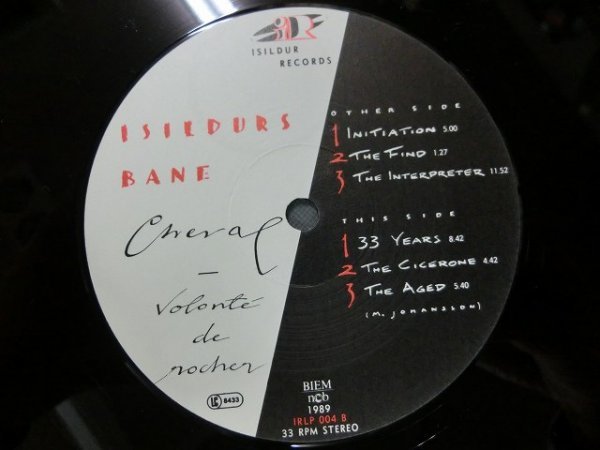 ISILDUR
RECORDS
ISILDURS
BANE
Cheval
–
Volonté
de
rocher
OTHER SIDE
1 INITIATION 5.00
2 THE FIND 1.27
3 THE INTERPRETER 11.52
THIS SIDE
1 33 YEARS 8.42
2 THE CICERONE 4.42
3 THE AGED 5.40
(M. JOHANSSON)
LC 8433
BIEM
ncb
1989
IRLP 004 B
33 RPM STEREO